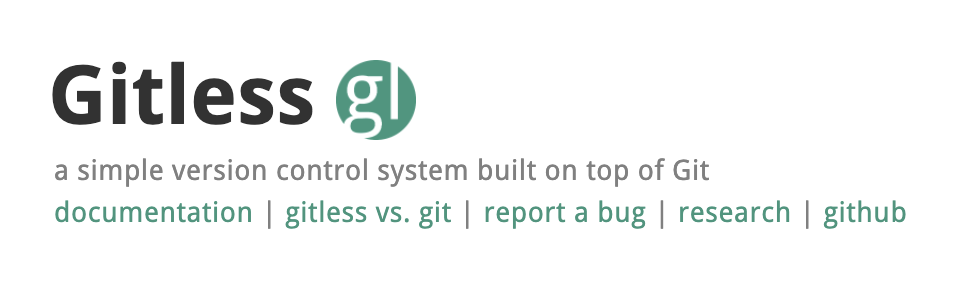 Gitless gl
a simple version control system built on top of Git
documentation | gitless vs. git | report a bug | research | github